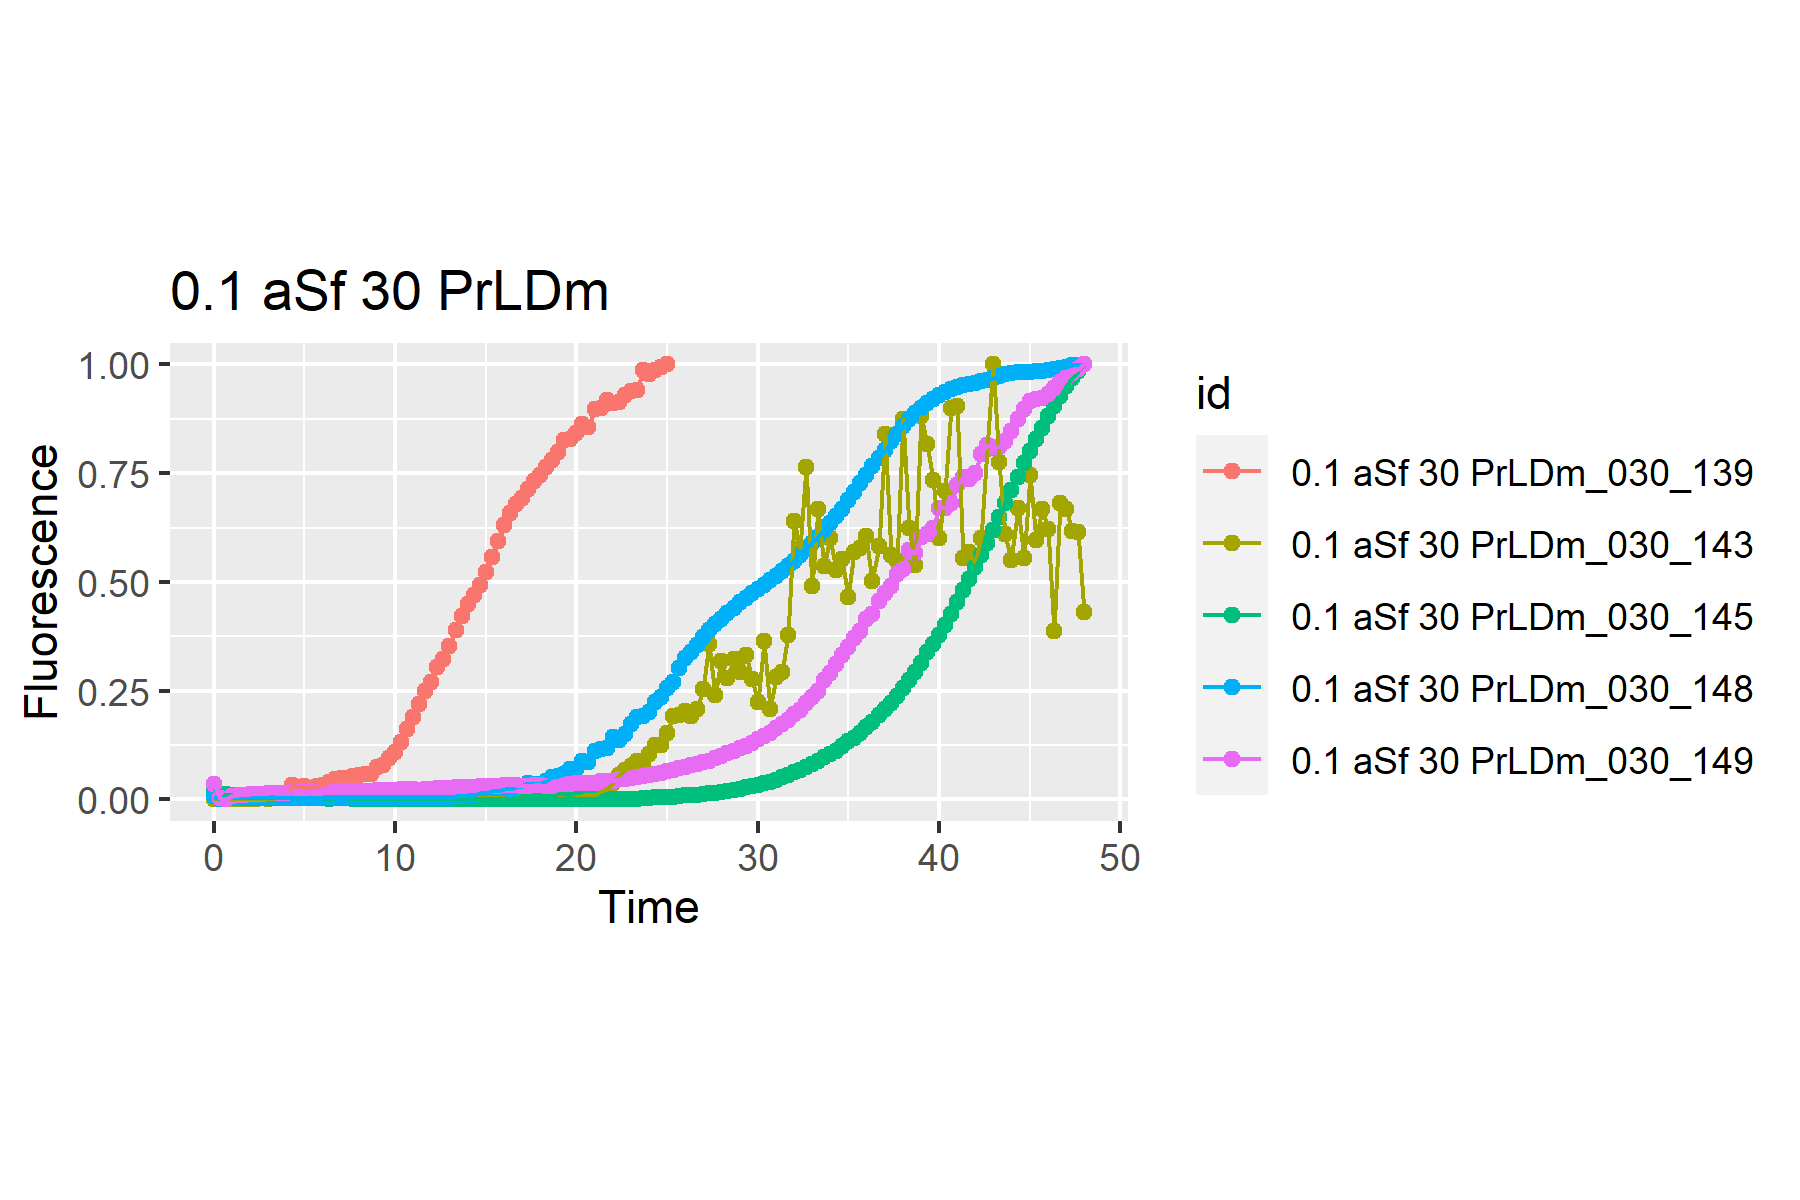 0.1 aSf 30 PrLDm
1.00
0.75
0.50
0.25
0.00
Fluorescence
0 10 20 30 40 50
Time
id
0.1 aSf 30 PrLDm_030_139
0.1 aSf 30 PrLDm_030_143
0.1 aSf 30 PrLDm_030_145
0.1 aSf 30 PrLDm_030_148
0.1 aSf 30 PrLDm_030_149